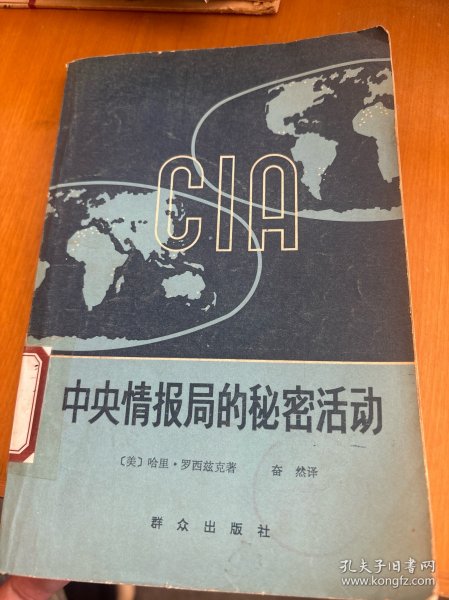 CIA
中央情报局的秘密活动
〔美〕哈里·罗西兹克著 奋然译
群众出版社
孔夫子旧书网
www.kongfz.com